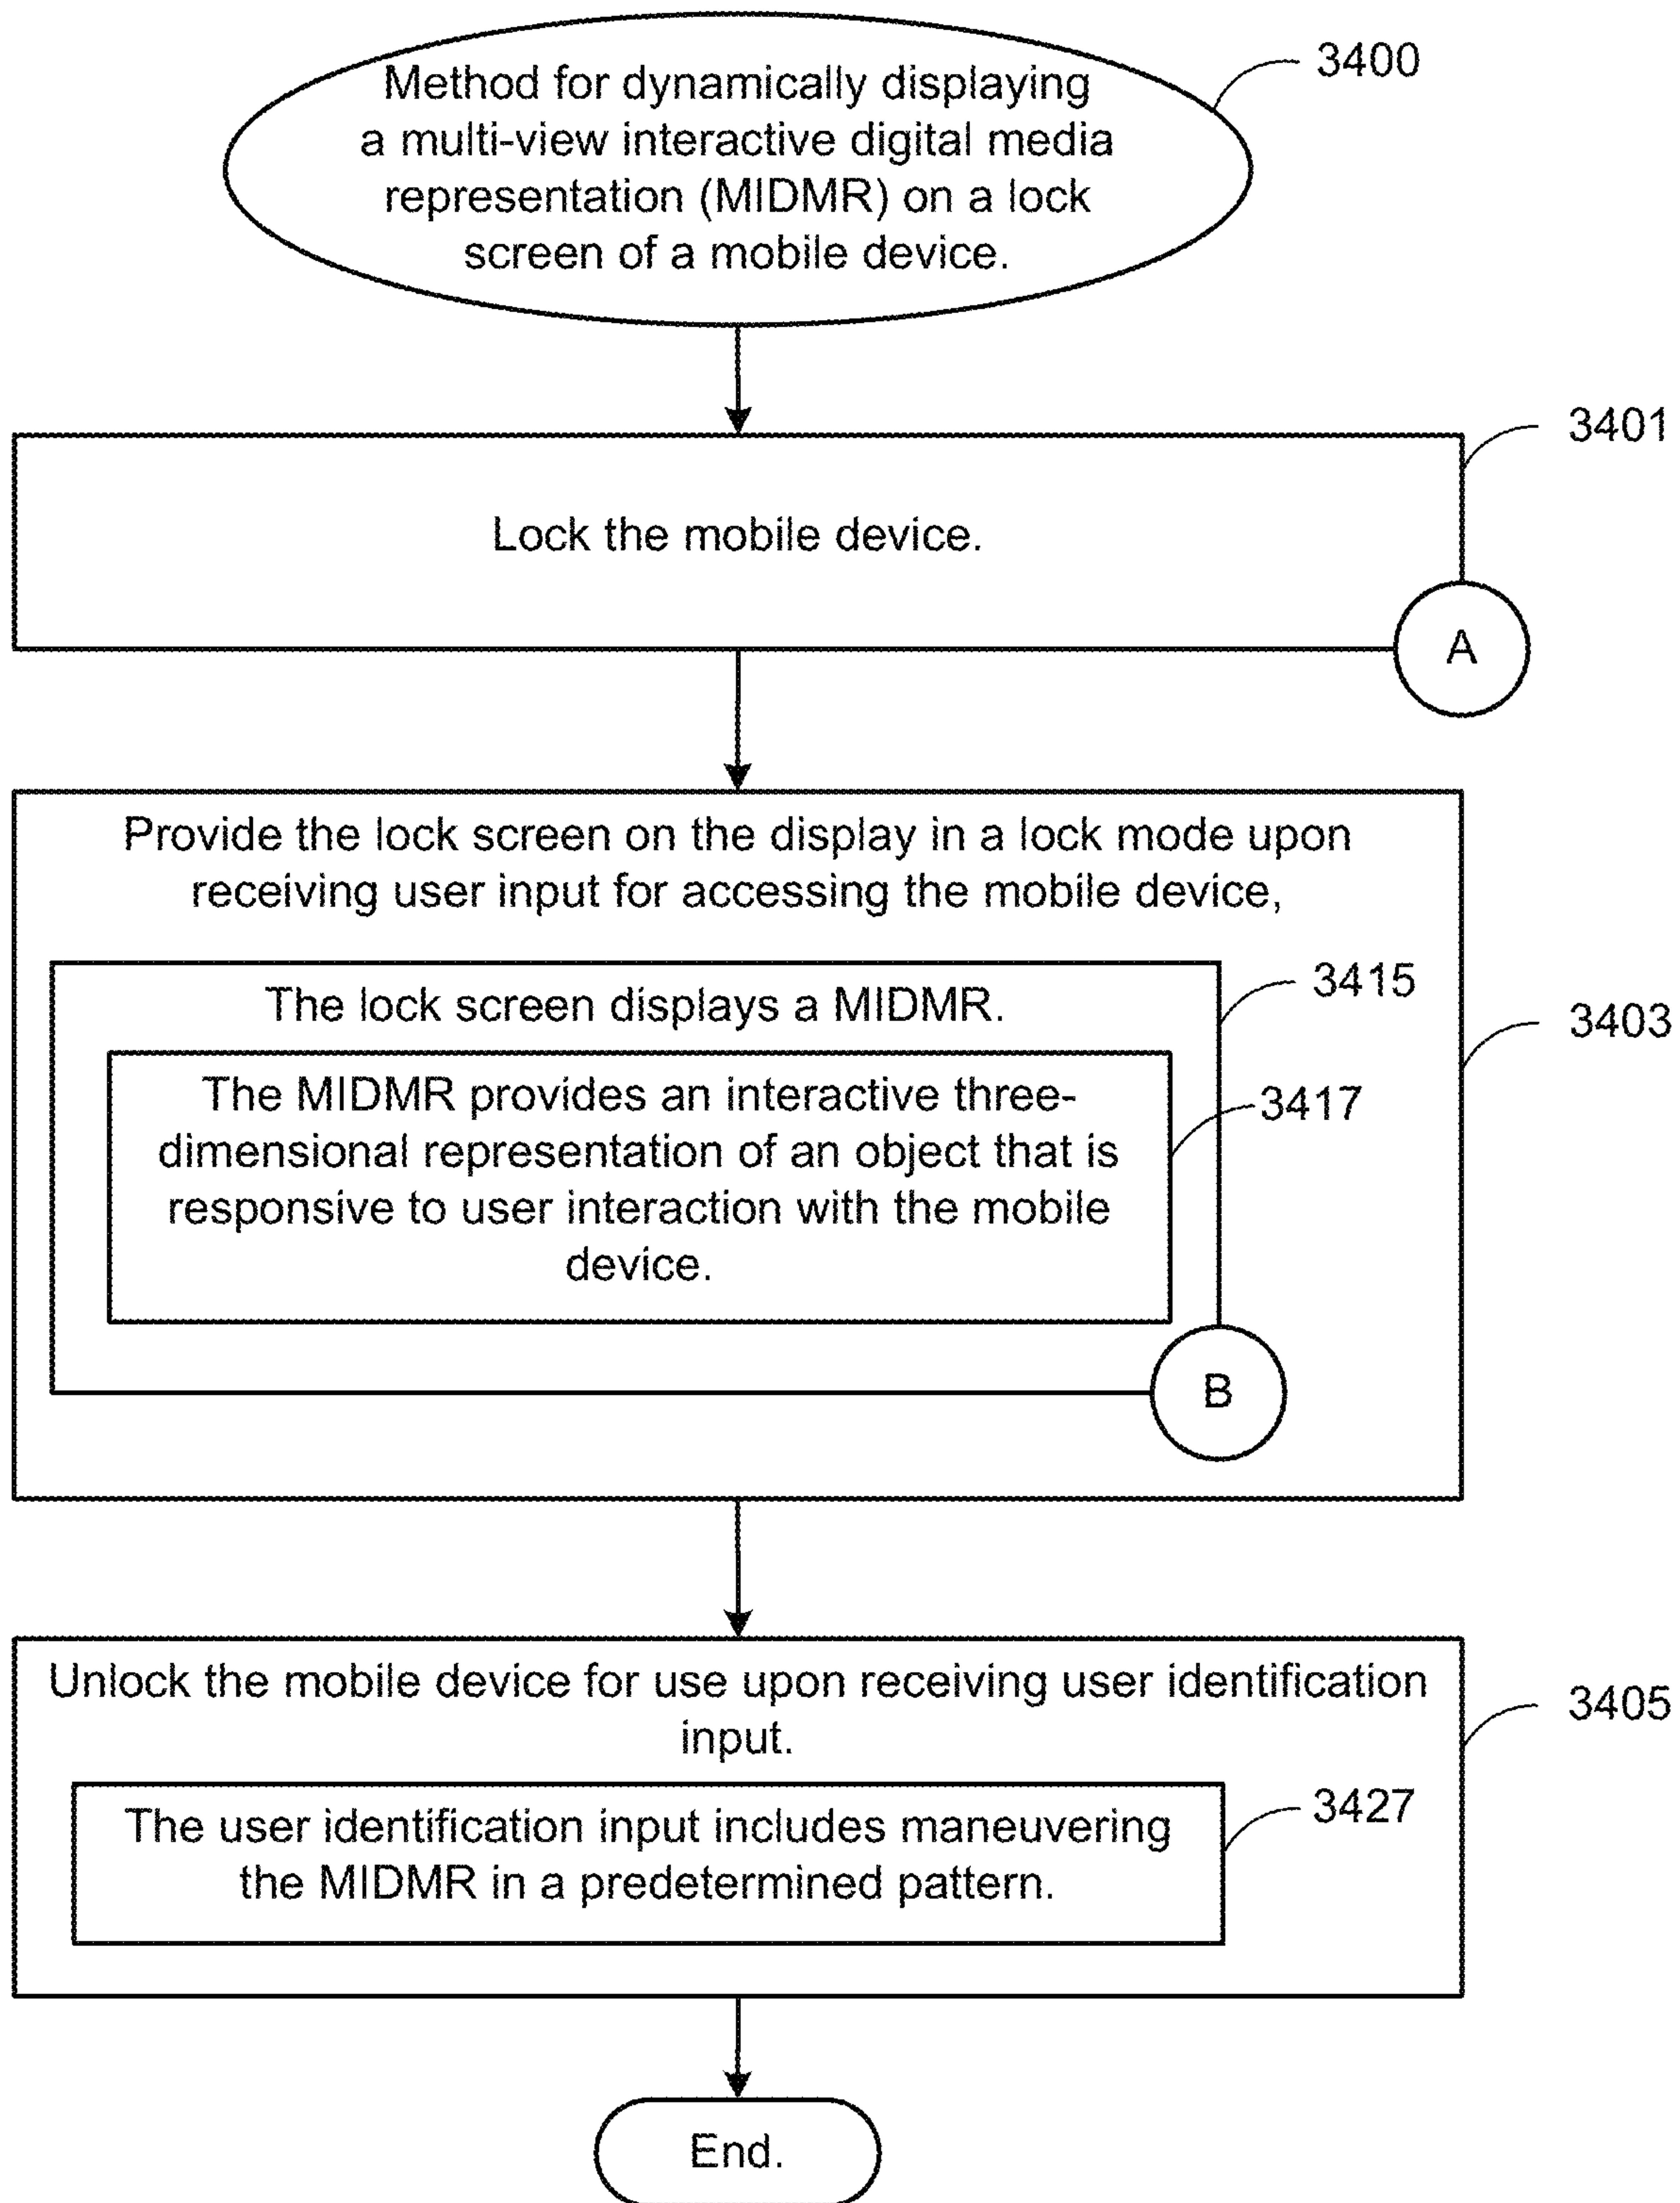 Method for dynamically displaying
a multi-view interactive digital media
representation (MIDMR) on a lock
screen of a mobile device.
3400
3401
Lock the mobile device.
A
Provide the lock screen on the display in a lock mode upon
receiving user input for accessing the mobile device,
3403
The lock screen displays a MIDMR.
3415
The MIDMR provides an interactive three-
dimensional representation of an object that is
responsive to user interaction with the mobile
device.
3417
B
Unlock the mobile device for use upon receiving user identification
input.
3405
The user identification input includes maneuvering
the MIDMR in a predetermined pattern.
3427
End.